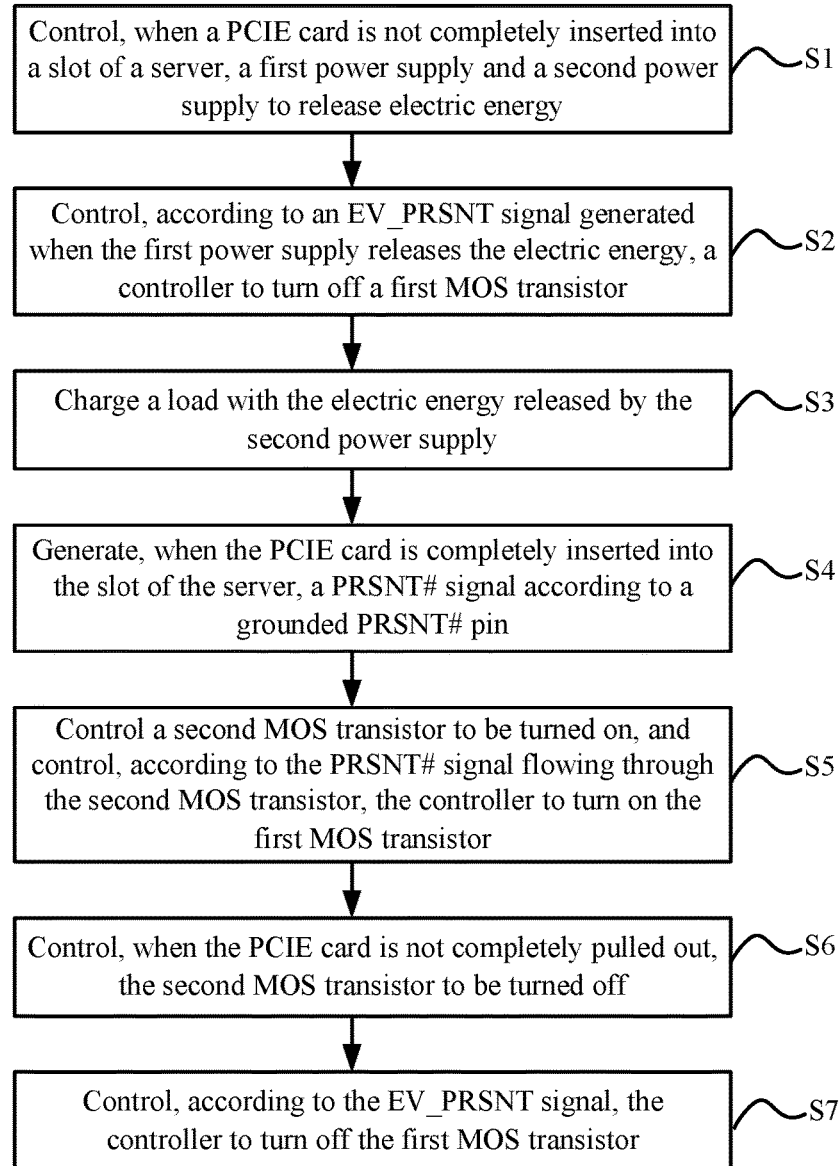 Control, when a PCIE card is not completely inserted into
a slot of a server, a first power supply and a second power
supply to release electric energy
S1
Control, according to an EV_PRSNT signal generated
when the first power supply releases the electric energy, a
controller to turn off a first MOS transistor
S2
Charge a load with the electric energy released by the
second power supply
S3
Generate, when the PCIE card is completely inserted into
the slot of the server, a PRSNT# signal according to a
grounded PRSNT# pin
S4
Control a second MOS transistor to be turned on, and
control, according to the PRSNT# signal flowing through
the second MOS transistor, the controller to turn on the
first MOS transistor
S5
Control, when the PCIE card is not completely pulled out,
the second MOS transistor to be turned off
S6
Control, according to the EV_PRSNT signal, the
controller to turn off the first MOS transistor
S7